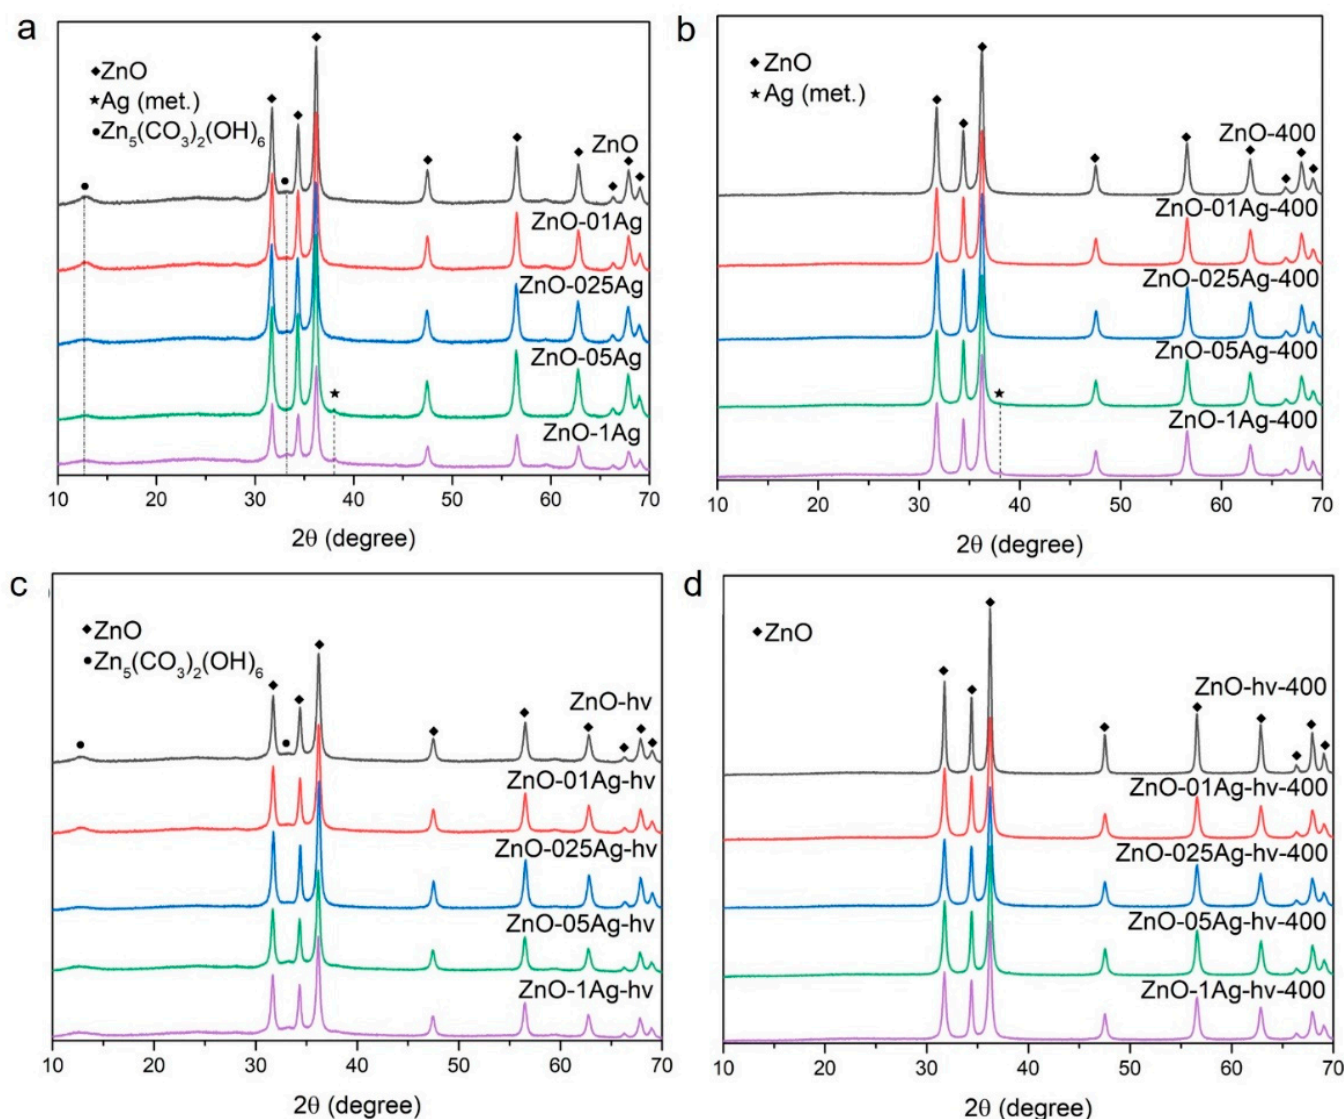 a
◆ZnO
★Ag (met.)
●Zn₅(CO₃)₂(OH)₆
ZnO
ZnO-01Ag
ZnO-025Ag
ZnO-05Ag
ZnO-1Ag
10 20 30 40 50 60 70
2θ (degree)
b
◆ ZnO
★ Ag (met.)
ZnO-400
ZnO-01Ag-400
ZnO-025Ag-400
ZnO-05Ag-400
ZnO-1Ag-400
10 20 30 40 50 60 70
2θ (degree)
c
◆ZnO
●Zn₅(CO₃)₂(OH)₆
ZnO-hv
ZnO-01Ag-hv
ZnO-025Ag-hv
ZnO-05Ag-hv
ZnO-1Ag-hv
10 20 30 40 50 60 70
2θ (degree)
d
◆ZnO
ZnO-hv-400
ZnO-01Ag-hv-400
ZnO-025Ag-hv-400
ZnO-05Ag-hv-400
ZnO-1Ag-hv-400
10 20 30 40 50 60 70
2θ (degree)